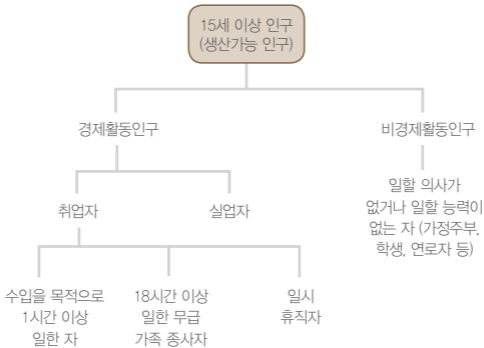 15세 이상 인구
(생산가능 인구)
경제활동인구
비경제활동인구
일할 의사가
없거나 일할 능력이
없는 자 (가정주부,
학생, 연로자 등)
취업자
실업자
수입을 목적으로
1시간 이상
일한 자
18시간 이상
일한 무급
가족 종사자
일시
휴직자